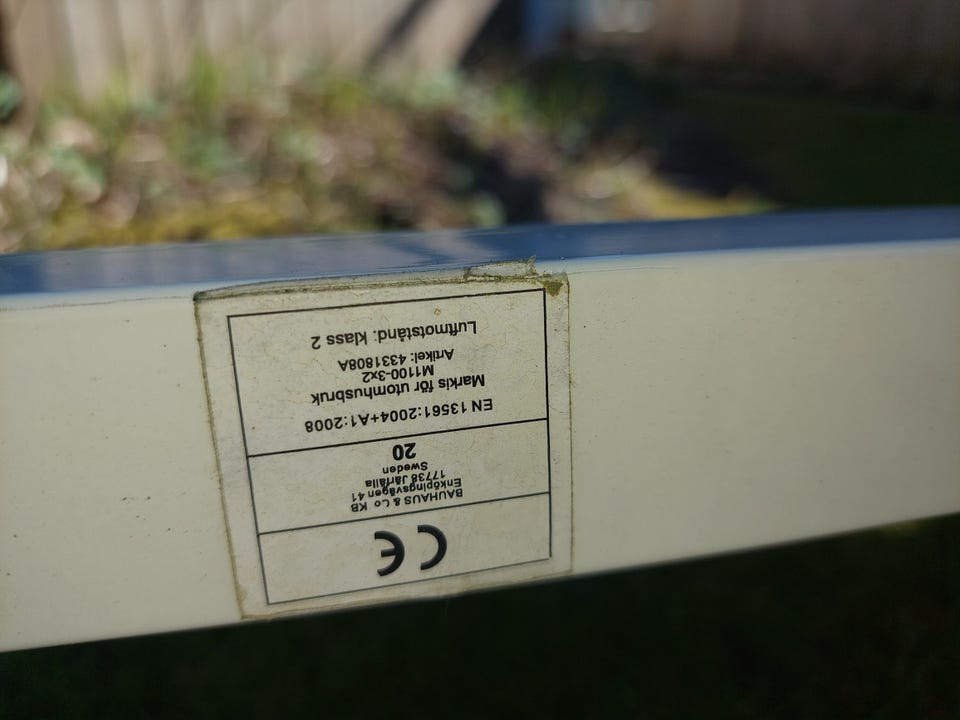 CE
BAUHAUS & Co KB
Enköpingsvägen 41
17738 Järfälla
Sweden
20
EN 13561:2004+A1:2008
Markis för utomhusbruk
M1100-3x2
Artikel: 4331808A
Luftmotstånd: klass 2